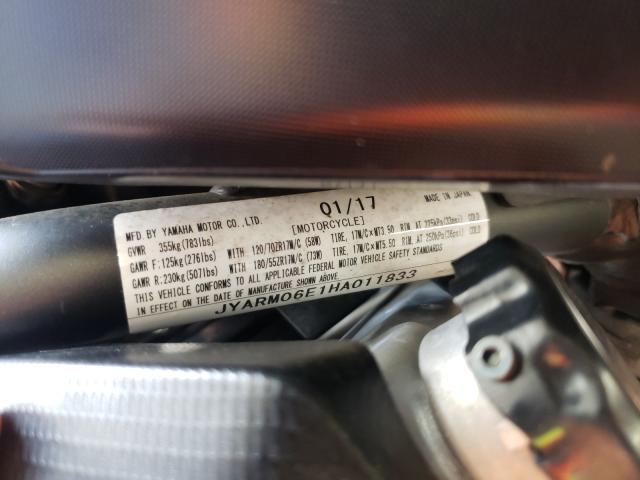 MFD. BY YAMAHA MOTOR CO.,LTD. 01/17 MADE IN JAPAN
[MOTORCYCLE]
GVWR 355kg(783lbs)
GAWR F:125kg(276lbs) WITH 120/70ZR17M/C (58W) TIRE, 17M/C×MT3.50 RIM, AT 225kPa(33psi) COLD
GAWR R:230kg(507lbs) WITH 180/55ZR17M/C (73W) TIRE, 17M/C×MT5.50 RIM, AT 250kPa(36psi) COLD
THIS VEHICLE CONFORMS TO ALL APPLICABLE FEDERAL MOTOR VEHICLE SAFETY STANDARDS
IN EFFECT ON THE DATE OF MANUFACTURE SHOWN ABOVE.
JYARM06E1HA011833